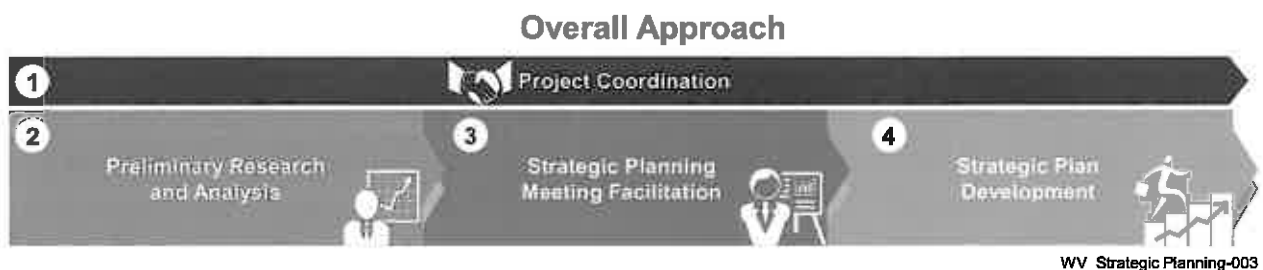 Overall Approach
1
Project Coordination
2
Preliminary Research
and Analysis
3
Strategic Planning
Meeting Facilitation
4
Strategic Plan
Development
WV Strategic Planning-003